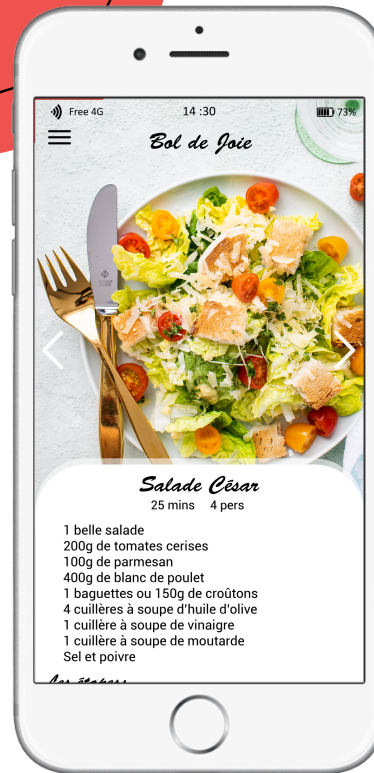 Free 4G 14 :30 73%
Bol de Joie
Salade César
25 mins 4 pers
1 belle salade
200g de tomates cerises
100g de parmesan
400g de blanc de poulet
1 baguettes ou 150g de croûtons
4 cuillères à soupe d'huile d'olive
1 cuillère à soupe de vinaigre
1 cuillère à soupe de moutarde
Sel et poivre
Les étapes: